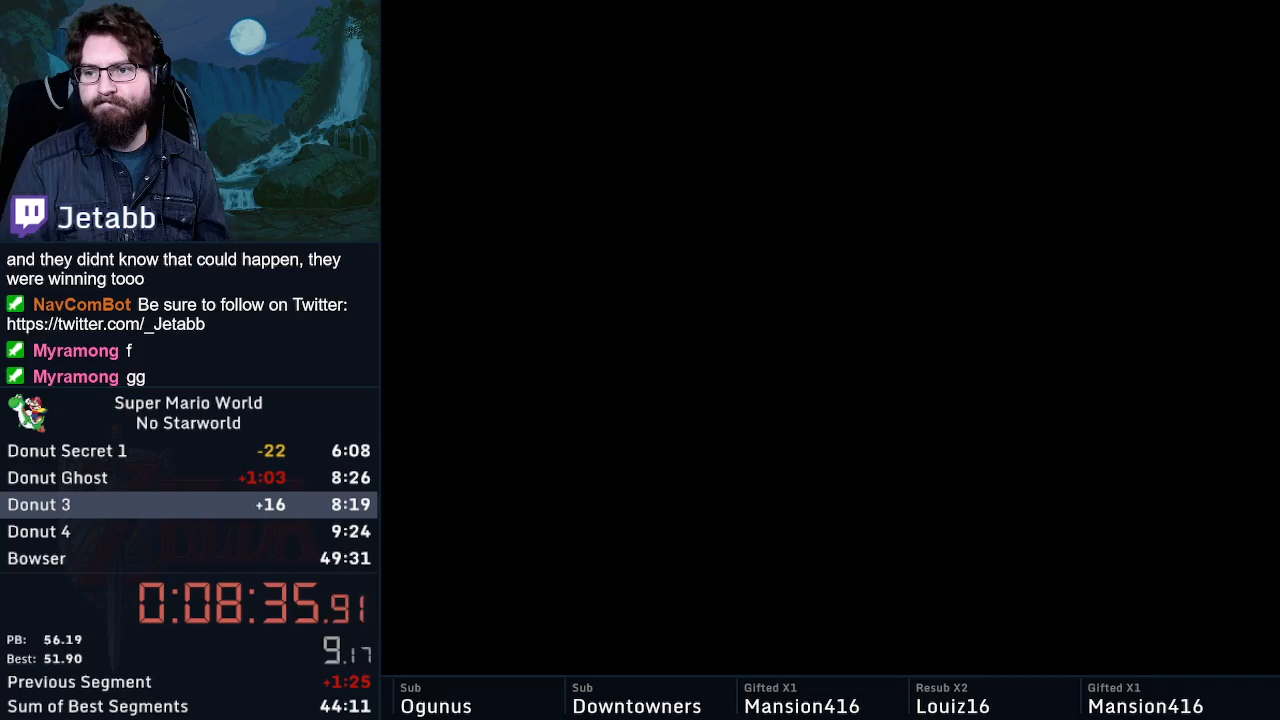 Jetabb
and they didnt know that could happen, they
were winning tooo
NavComBot Be sure to follow on Twitter:
https://twitter.com/_Jetabb
Myramong f
Myramong gg
Super Mario World
No Starworld
Donut Secret 1 -22 6:08
Donut Ghost +1:03 8:26
Donut 3 +16 8:19
Donut 4 9:24
Bowser 49:31
0:08:35.91
PB: 56.19
Best: 51.90
9.17
Previous Segment +1:25
Sum of Best Segments 44:11
Sub
Ogunus
Sub
Downtowners
Gifted X1
Mansion416
Resub X2
Louiz16
Gifted X1
Mansion416